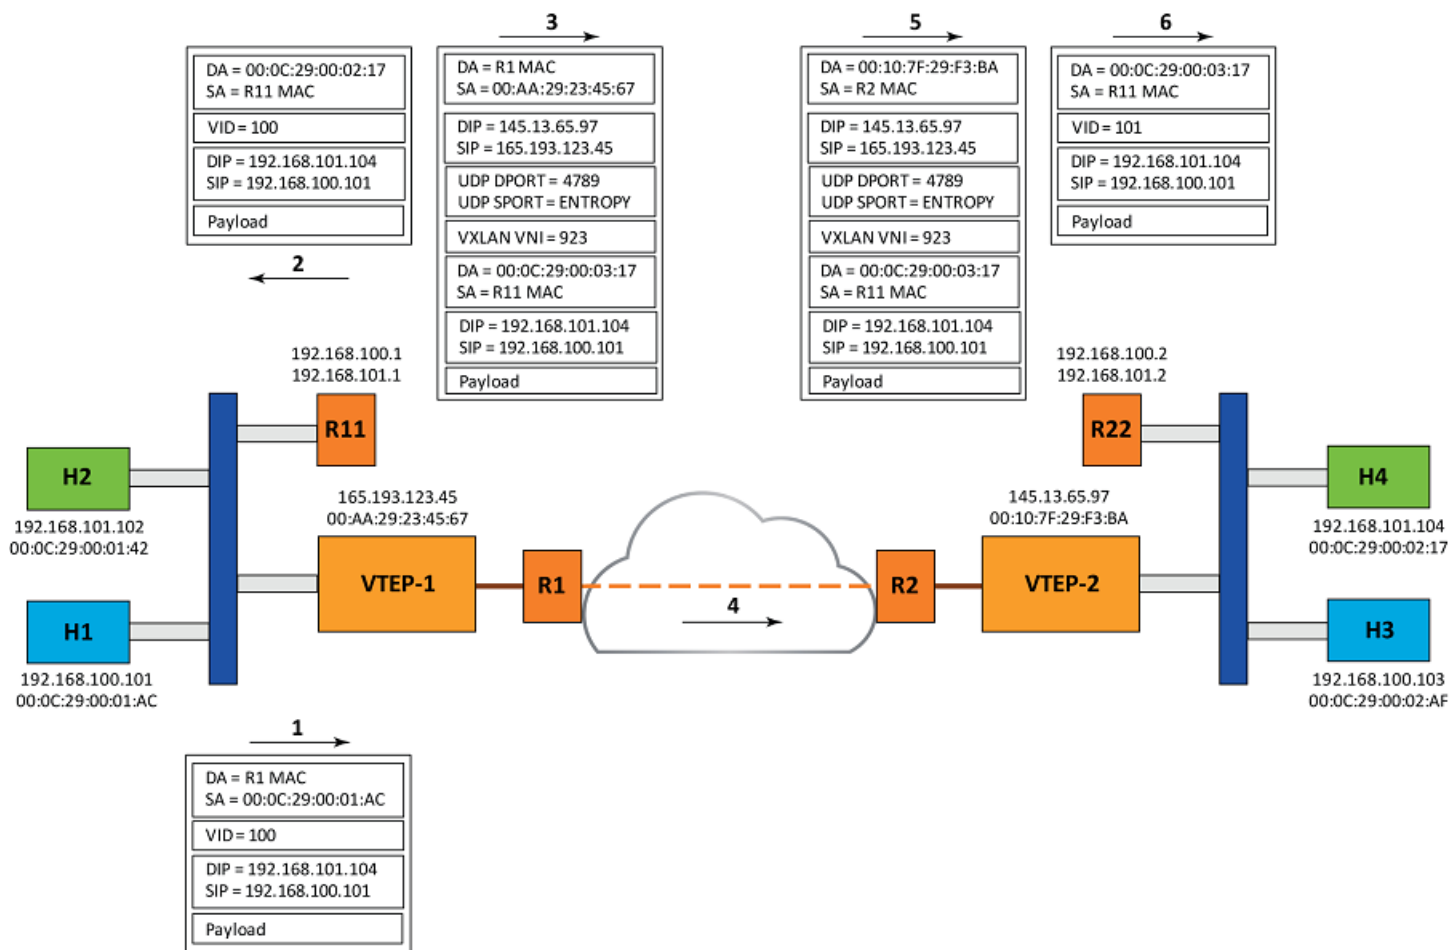 3
5
6
DA = 00:0C:29:00:02:17
SA = R11 MAC
VID = 100
DIP = 192.168.101.104
SIP = 192.168.100.101
Payload
2
DA = R1 MAC
SA = 00:AA:29:23:45:67
DIP = 145.13.65.97
SIP = 165.193.123.45
UDP DPORT = 4789
UDP SPORT = ENTROPY
VXLAN VNI = 923
DA = 00:0C:29:00:03:17
SA = R11 MAC
DIP = 192.168.101.104
SIP = 192.168.100.101
Payload
DA = 00:10:7F:29:F3:BA
SA = R2 MAC
DIP = 145.13.65.97
SIP = 165.193.123.45
UDP DPORT = 4789
UDP SPORT = ENTROPY
VXLAN VNI = 923
DA = 00:0C:29:00:03:17
SA = R11 MAC
DIP = 192.168.101.104
SIP = 192.168.100.101
Payload
DA = 00:0C:29:00:03:17
SA = R11 MAC
VID = 101
DIP = 192.168.101.104
SIP = 192.168.100.101
Payload
192.168.100.1
192.168.101.1
R11
192.168.100.2
192.168.101.2
R22
H2
192.168.101.102
00:0C:29:00:01:42
H4
192.168.101.104
00:0C:29:00:02:17
165.193.123.45
00:AA:29:23:45:67
VTEP-1
R1
4
R2
145.13.65.97
00:10:7F:29:F3:BA
VTEP-2
H1
192.168.100.101
00:0C:29:00:01:AC
H3
192.168.100.103
00:0C:29:00:02:AF
1
DA = R1 MAC
SA = 00:0C:29:00:01:AC
VID = 100
DIP = 192.168.101.104
SIP = 192.168.100.101
Payload